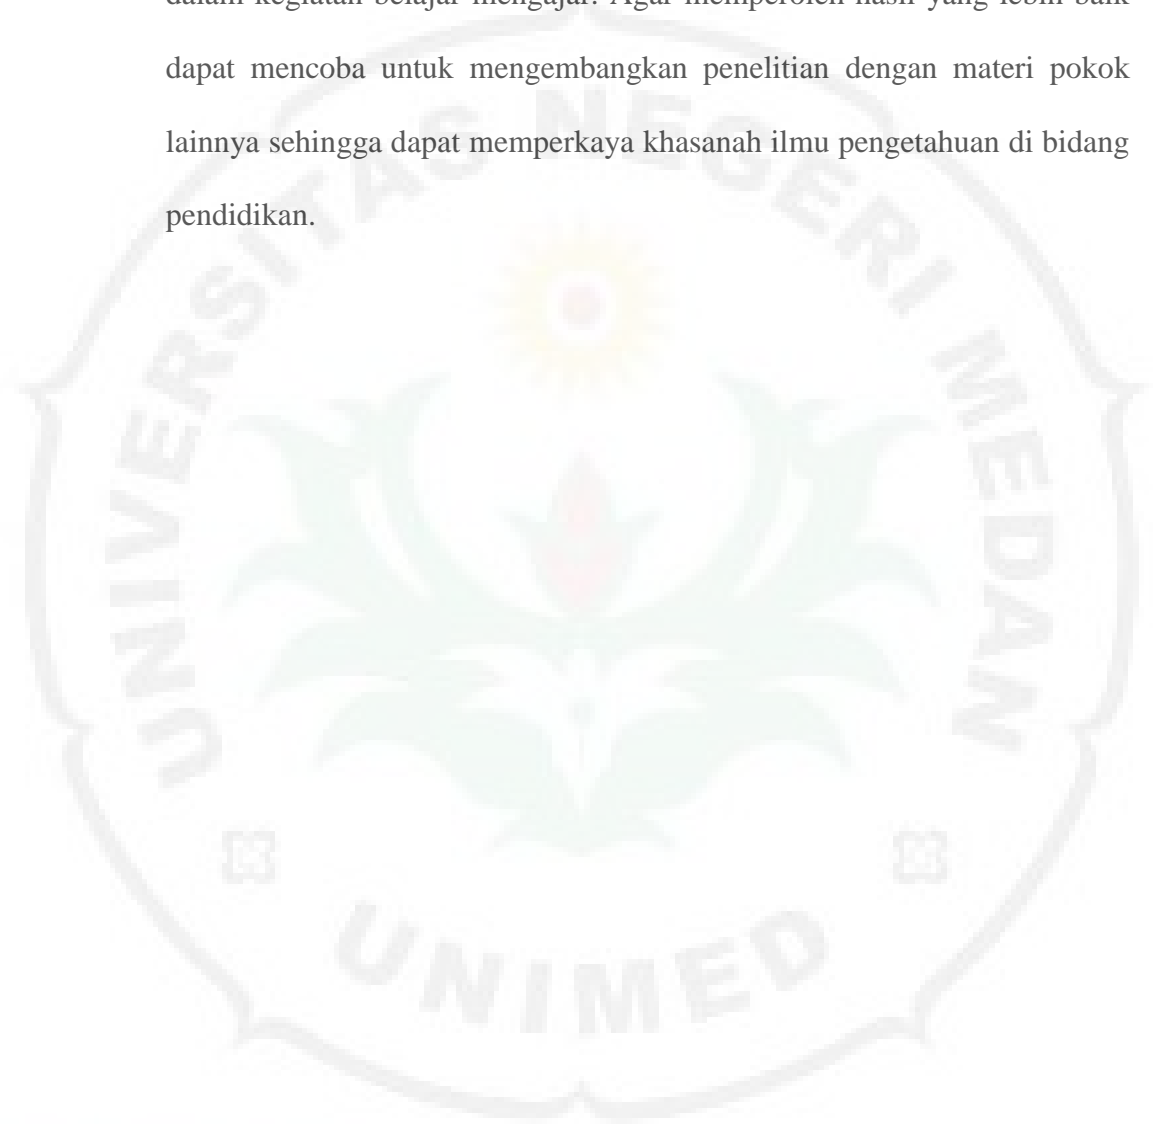 dalam kegiatan belajar mengajar. Agar memperoleh hasil yang lebih baik
dapat mencoba untuk mengembangkan penelitian dengan materi pokok
lainnya sehingga dapat memperkaya khasanah ilmu pengetahuan di bidang
pendidikan.
UNIVERSITAS NEGERI MEDAN
UNIMED